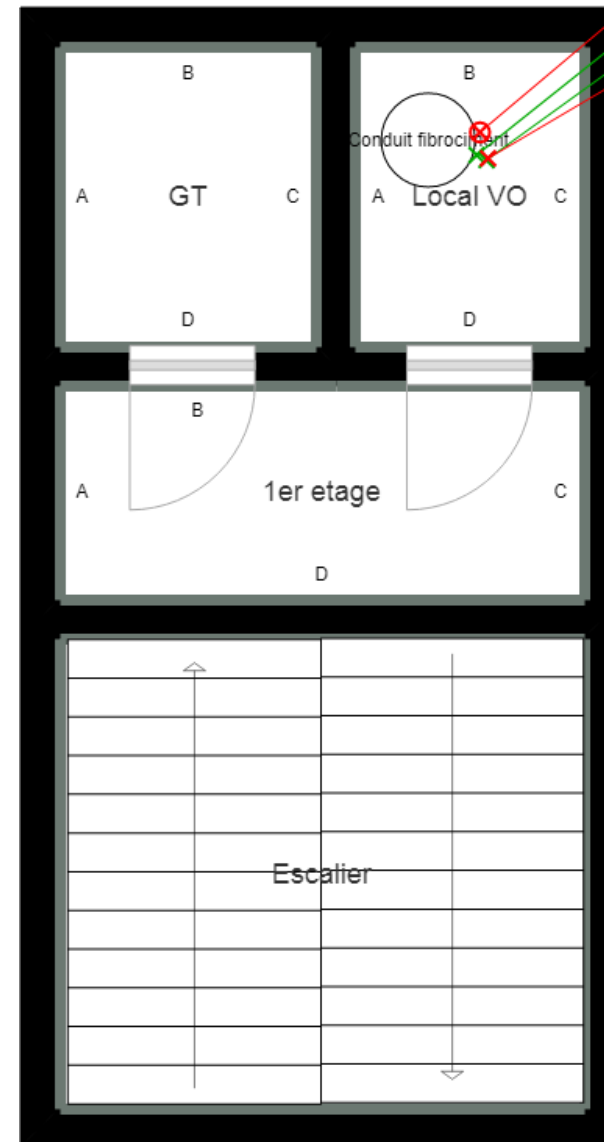 B
A
GT
C
D
B
Conduit fibrociment
A
Local VO
C
D
B
A
1er etage
C
D
Escalier